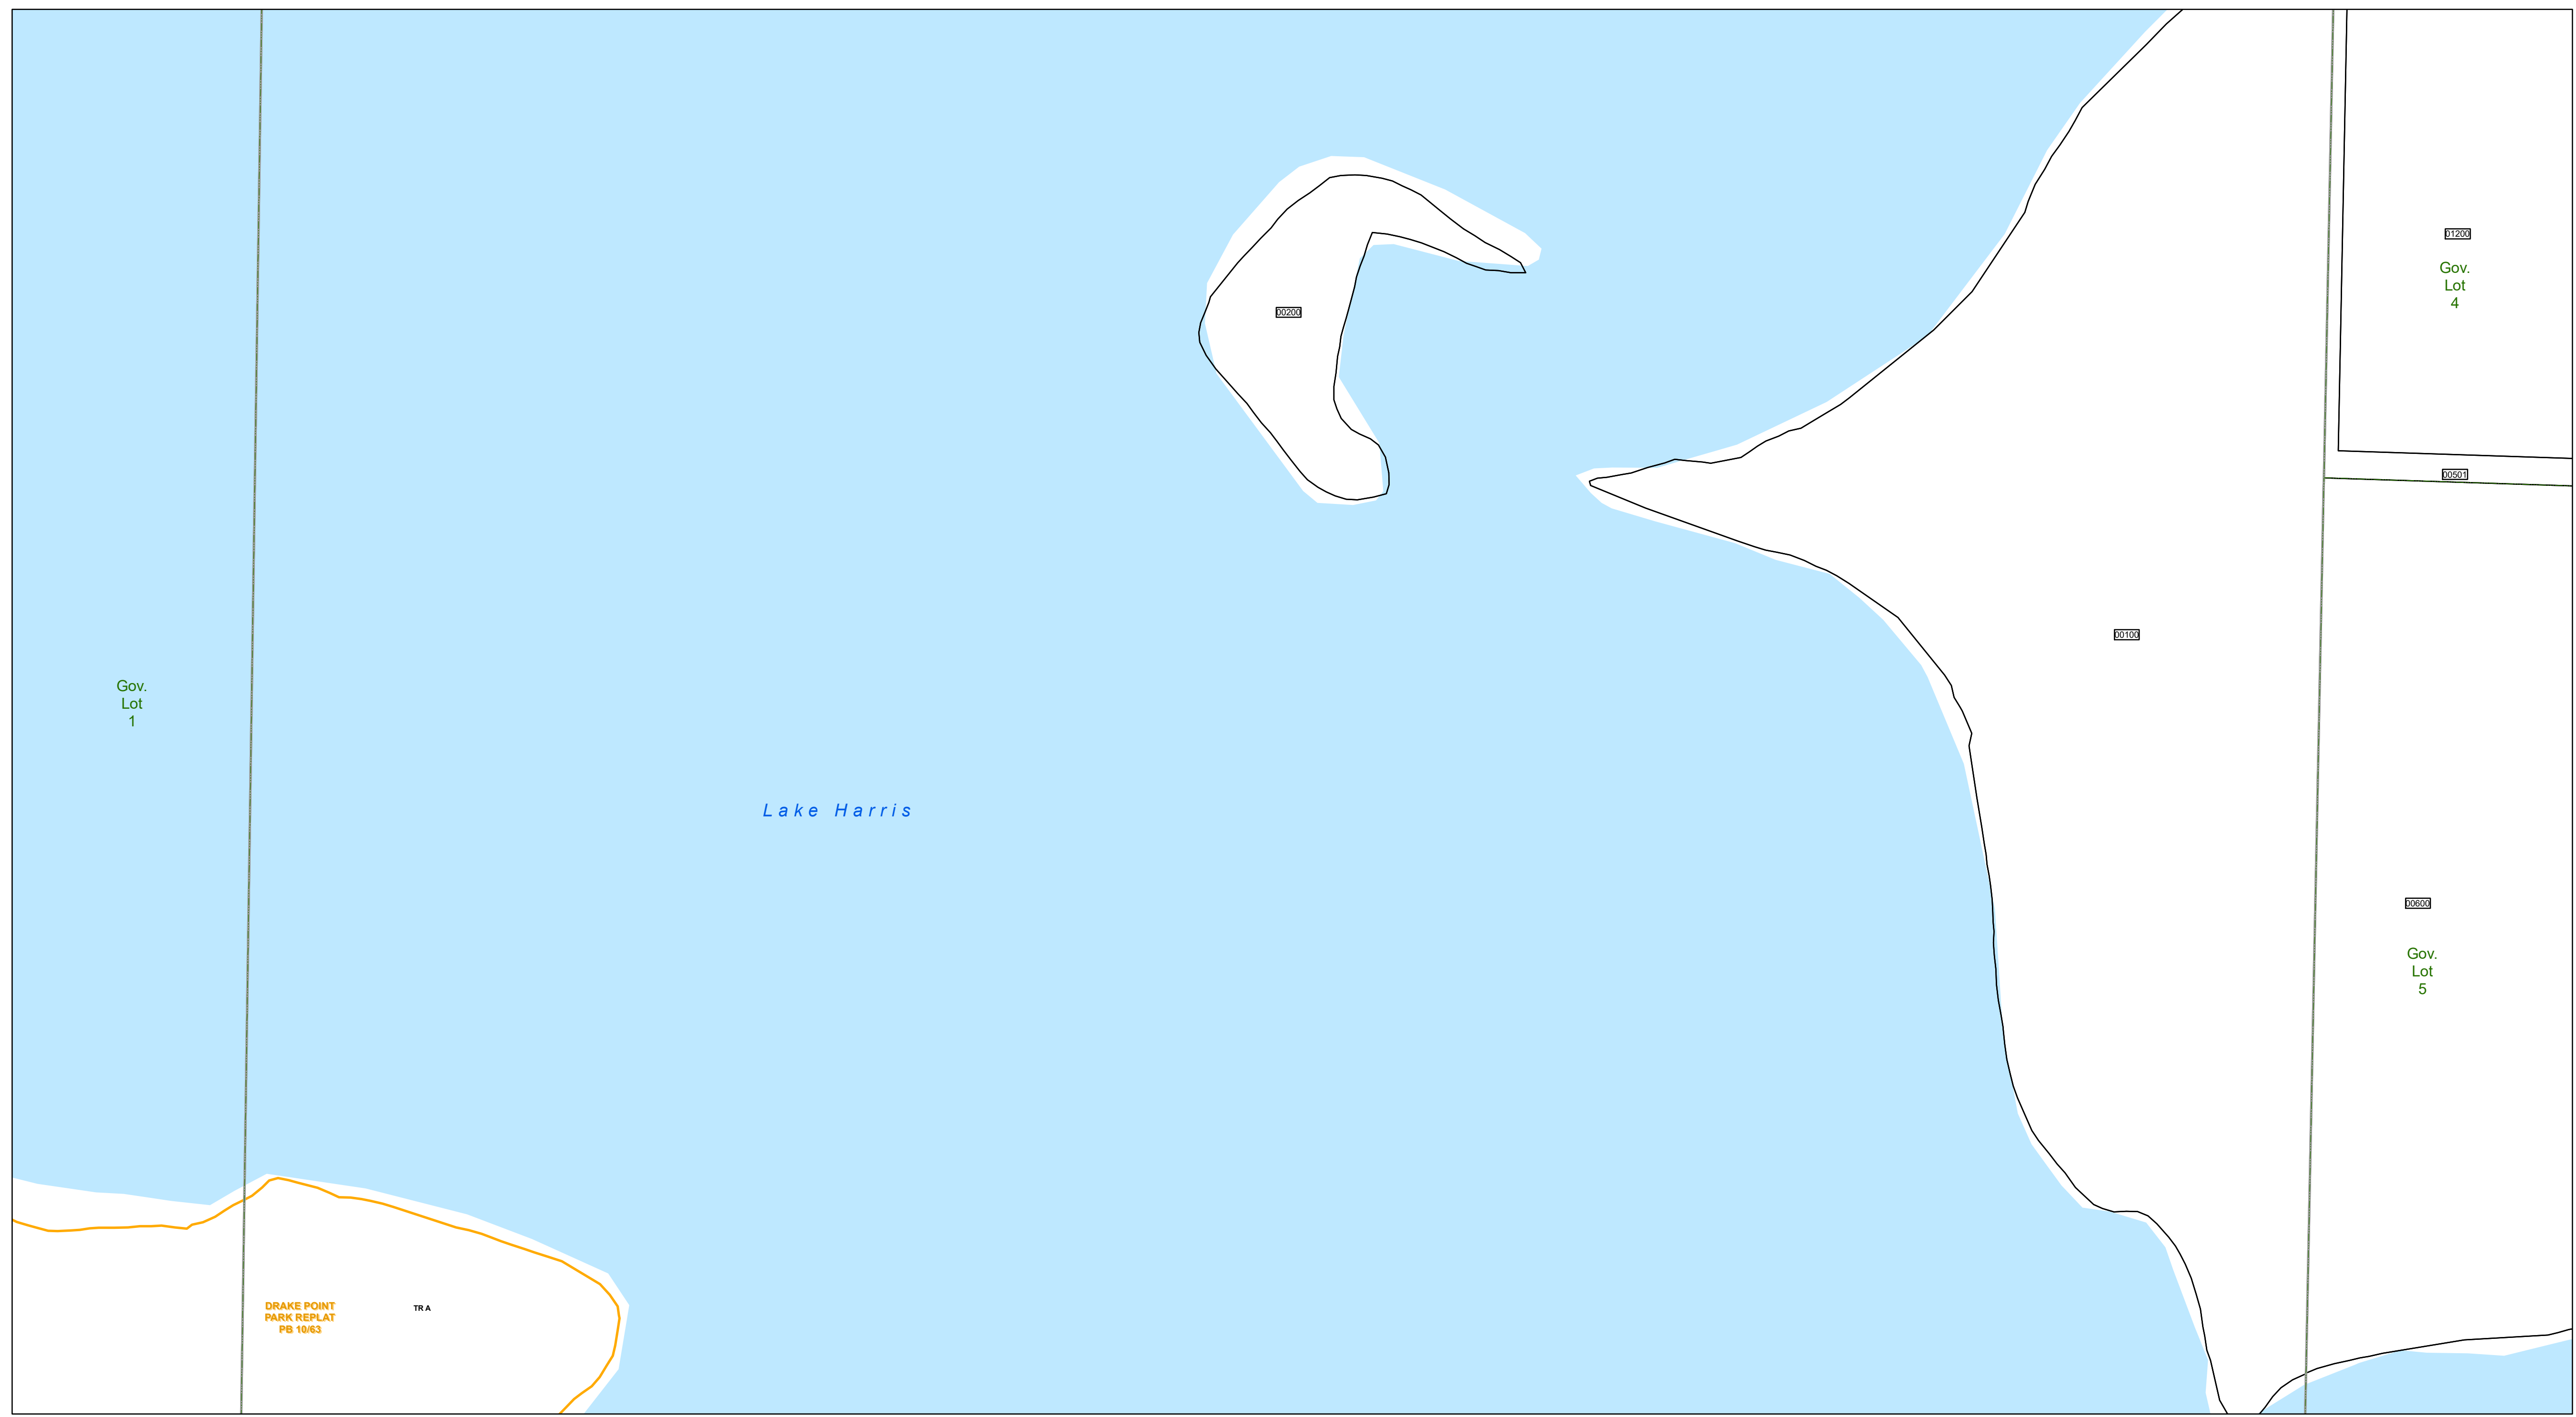 01200
Gov.
Lot
4
00200
00501
00100
Gov.
Lot
1
Lake Harris
00600
Gov.
Lot
5
DRAKE POINT
PARK REPLAT
PB 10/63
TR A